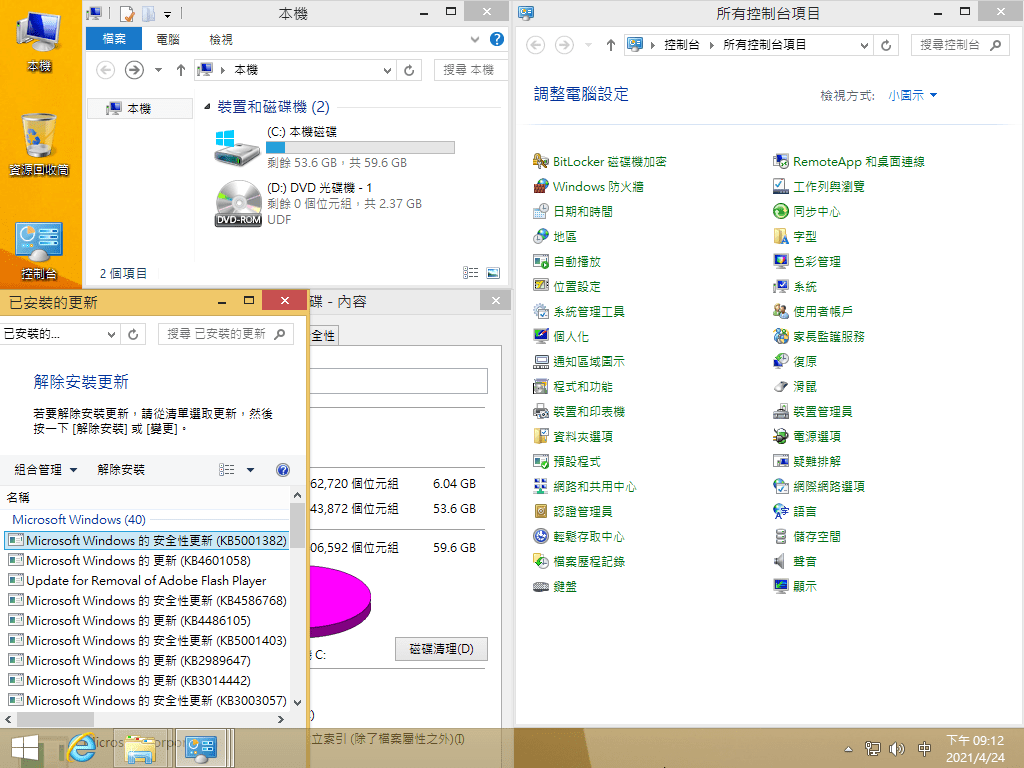 本機
資源回收筒
控制台
本機
檔案
電腦
檢視
本機
搜尋 本機
本機
裝置和磁碟機 (2)
(C:) 本機磁碟
剩餘 53.6 GB，共 59.6 GB
(D:) DVD 光碟機 - 1
剩餘 0 個位元組，共 2.37 GB
UDF
DVD-ROM
2 個項目
所有控制台項目
控制台
所有控制台項目
搜尋控制台
調整電腦設定
檢視方式:
小圖示
BitLocker 磁碟機加密
Windows 防火牆
日期和時間
地區
自動播放
位置設定
系統管理工具
個人化
通知區域圖示
程式和功能
裝置和印表機
資料夾選項
預設程式
網路和共用中心
認證管理員
輕鬆存取中心
檔案歷程記錄
鍵盤
RemoteApp 和桌面連線
工作列與瀏覽
同步中心
字型
色彩管理
系統
使用者帳戶
家長監護服務
復原
滑鼠
裝置管理員
電源選項
疑難排解
網際網路選項
語言
儲存空間
聲音
顯示
已安裝的更新
已安裝的...
搜尋 已安裝的更新
解除安裝更新
若要解除安裝更新，請從清單選取更新，然後
按一下 [解除安裝] 或 [變更]。
組合管理
解除安裝
名稱
Microsoft Windows (40)
Microsoft Windows 的 安全性更新 (KB5001382)
Microsoft Windows 的 更新 (KB4601058)
Update for Removal of Adobe Flash Player
Microsoft Windows 的 安全性更新 (KB4586768)
Microsoft Windows 的 更新 (KB4486105)
Microsoft Windows 的 安全性更新 (KB5001403)
Microsoft Windows 的 更新 (KB2989647)
Microsoft Windows 的 更新 (KB3014442)
Microsoft Windows 的 安全性更新 (KB3003057)
碟 - 內容
全性
62,720 個位元組
6.04 GB
43,872 個位元組
53.6 GB
06,592 個位元組
59.6 GB
C:
磁碟清理(D)
立索引 (除了檔案屬性之外)(I)
中
下午 09:12
2021/4/24